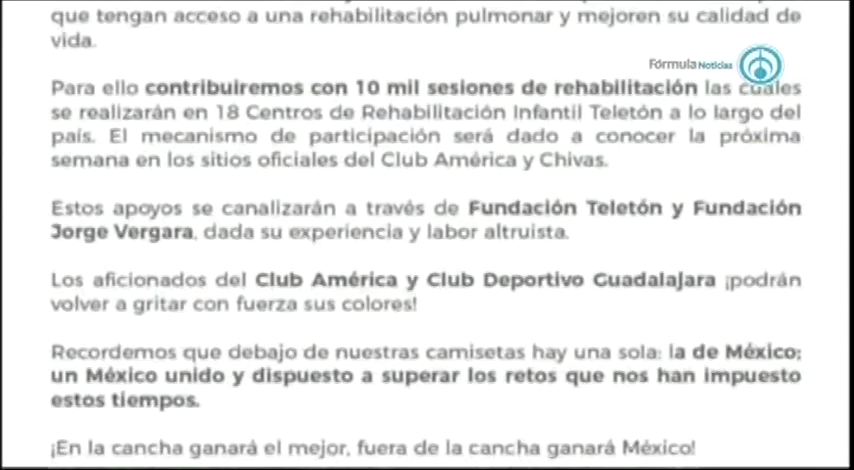 que tengan acceso a una rehabilitación pulmonar y mejoren su calidad de
vida.
Fórmula Noticias
Para ello contribuiremos con 10 mil sesiones de rehabilitación las cuales
se realizarán en 18 Centros de Rehabilitación Infantil Teletón a lo largo del
país. El mecanismo de participación será dado a conocer la próxima
semana en los sitios oficiales del Club América y Chivas.
Estos apoyos se canalizarán a través de Fundación Teletón y Fundación
Jorge Vergara, dada su experiencia y labor altruista.
Los aficionados del Club América y Club Deportivo Guadalajara ¡podrán
volver a gritar con fuerza sus colores!
Recordemos que debajo de nuestras camisetas hay una sola: la de México;
un México unido y dispuesto a superar los retos que nos han impuesto
estos tiempos.
¡En la cancha ganará el mejor, fuera de la cancha ganará México!